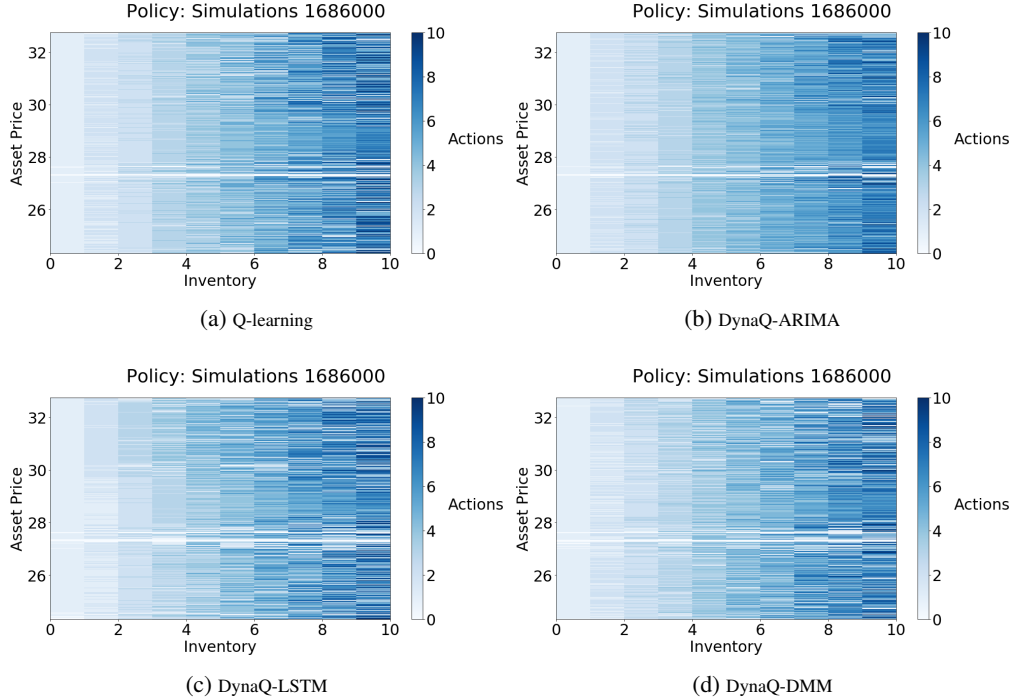 Policy: Simulations 1686000
32
30
28
26
Asset Price
0 2 4 6 8 10
Inventory
10
8
6
4
2
0
Actions
(a) Q-learning
Policy: Simulations 1686000
32
30
28
26
Asset Price
0 2 4 6 8 10
Inventory
10
8
6
4
2
0
Actions
(b) DynaQ-ARIMA
Policy: Simulations 1686000
32
30
28
26
Asset Price
0 2 4 6 8 10
Inventory
10
8
6
4
2
0
Actions
(c) DynaQ-LSTM
Policy: Simulations 1686000
32
30
28
26
Asset Price
0 2 4 6 8 10
Inventory
10
8
6
4
2
0
Actions
(d) DynaQ-DMM